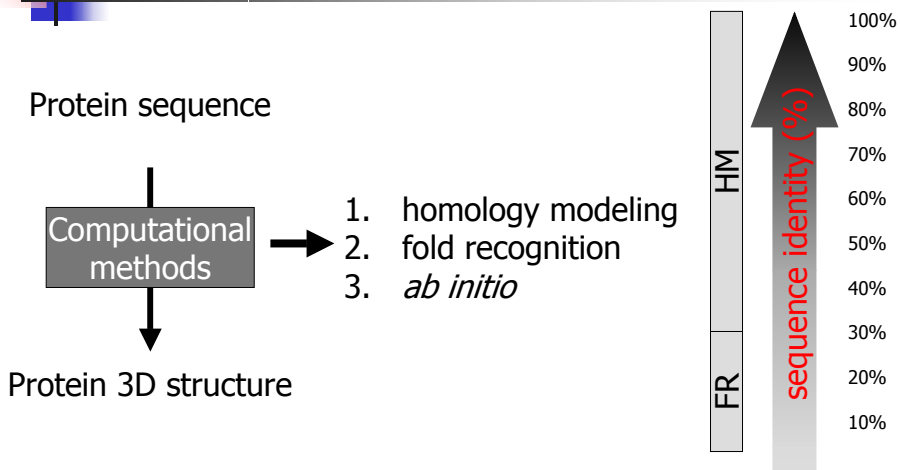 Protein sequence
Computational
methods
1. homology modeling
2. fold recognition
3. ab initio
Protein 3D structure
HM
FR
sequence identity (%)
100%
90%
80%
70%
60%
50%
40%
30%
20%
10%